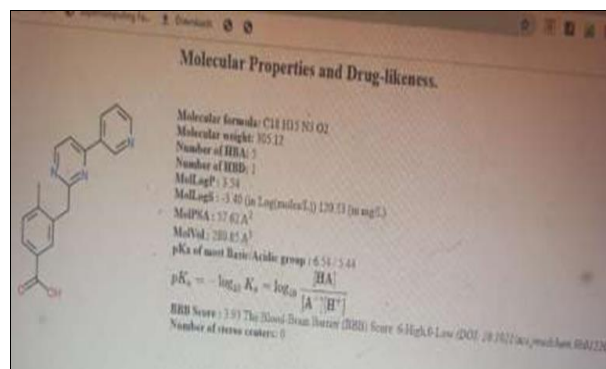 Downloads
Molecular Properties and Drug-likeness.
Molecular formula: C18 H15 N3 O2
Molecular weight: 305.12
Number of HBA: 5
Number of HBD: 1
MolLogP : 3.54
MolLogS : -3.40 (in Log(moles/L)) 120.53 (in mg/L)
MolPSA : 57.62 A²
MolVol : 280.85 A³
pKa of most Basic/Acidic group : 6.54 / 5.44
pKₐ = − log₁₀ Kₐ = log₁₀ [HA] / [A⁻][H⁺]
BBB Score : 3.93 The Blood-Brain Barrier (BBB) Score 6-High,0-Low (DOI:
Number of stereo centers: 0
N
N
N
O
OH